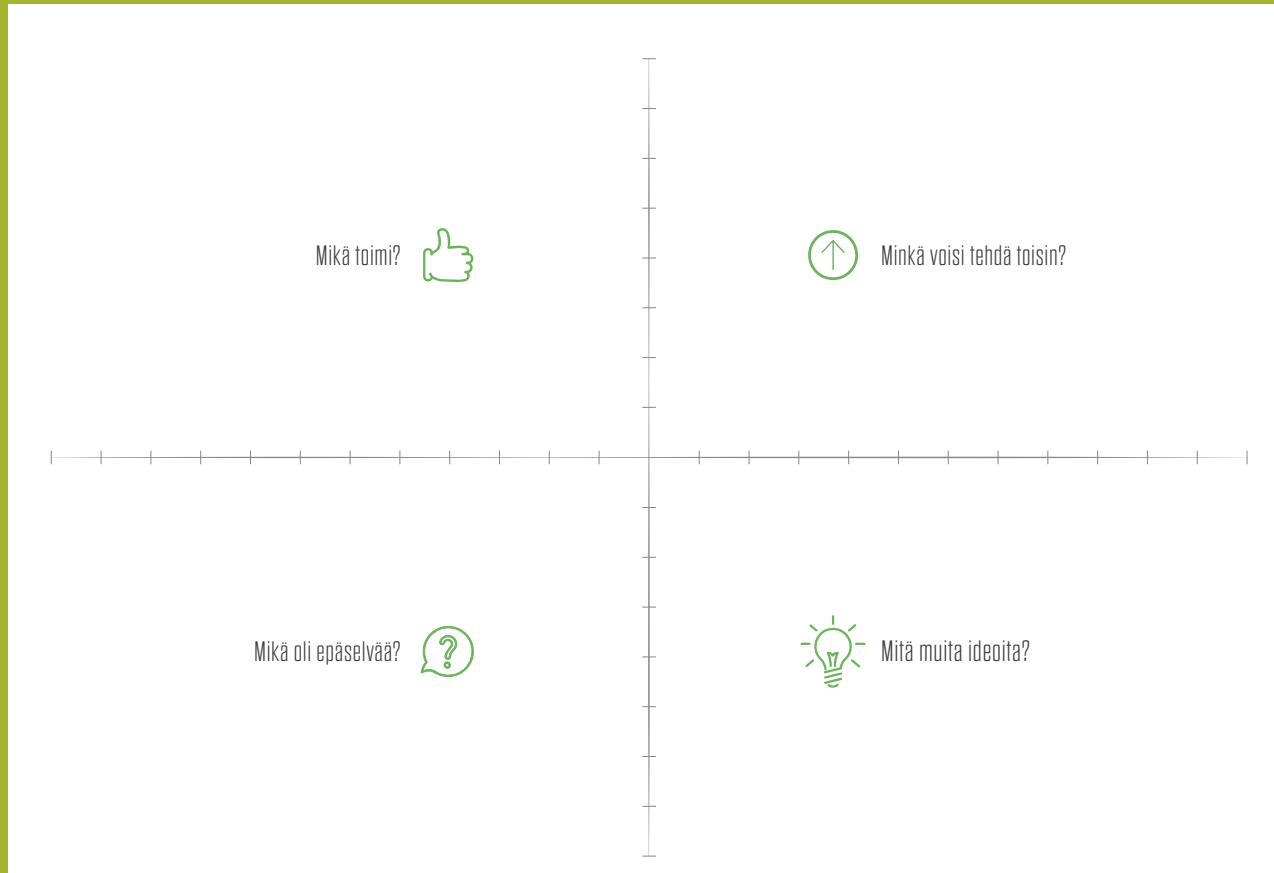 Mikä toimi?
Minkä voisi tehdä toisin?
Mikä oli epäselvää?
Mitä muita ideoita?